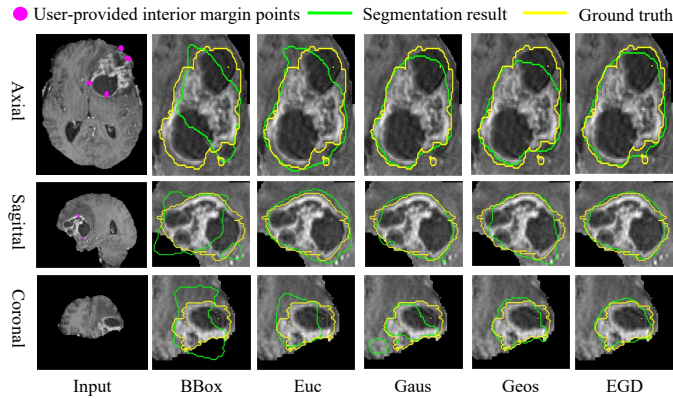 User-provided interior margin points Segmentation result Ground truth
Axial
Sagittal
Coronal
Input BBox Euc Gaus Geos EGD